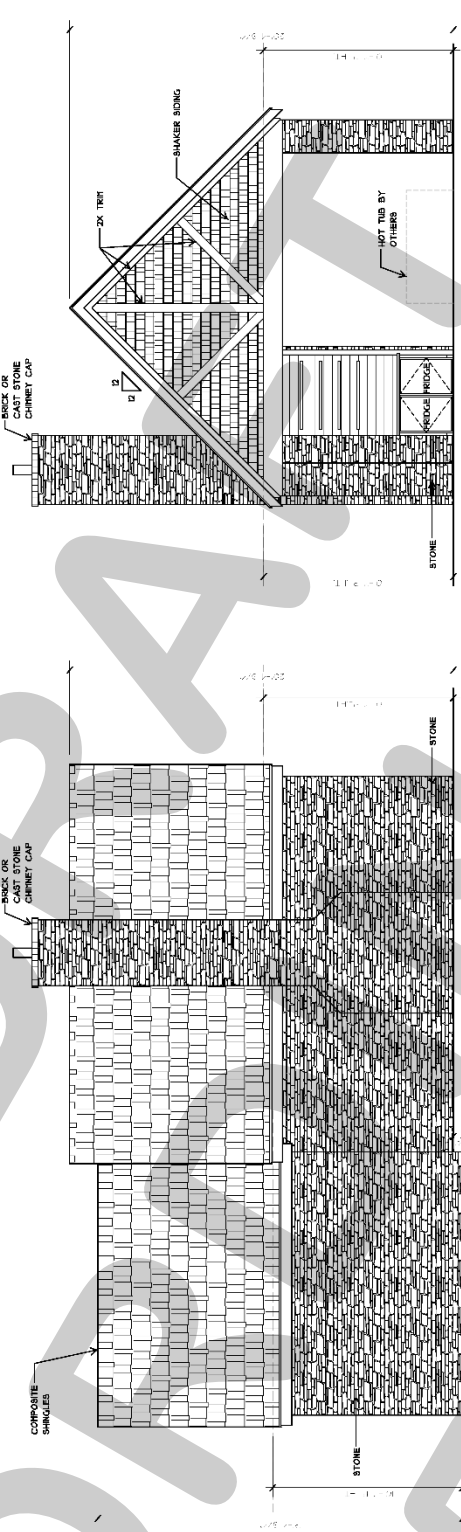 BRICK OR
CAST STONE
CHIMNEY CAP
2X TRIM
SHAKER SIDING
12
12
HOT TUB BY
OTHERS
FRIDGE
FRIDGE
STONE
BRICK OR
CAST STONE
CHIMNEY CAP
STONE
COMPOSITE
SHINGLES
STONE